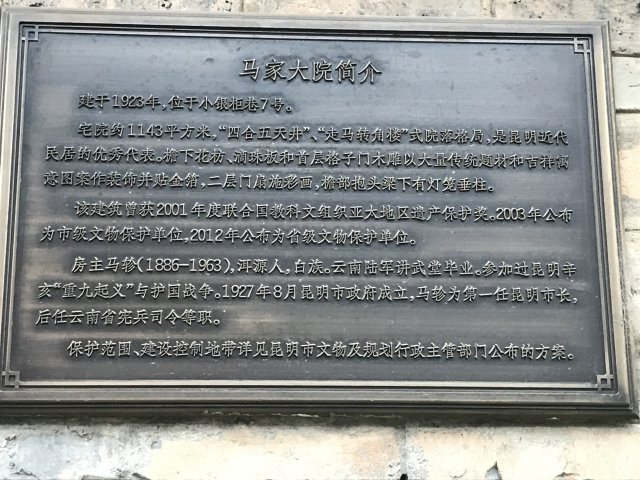 马家大院简介
建于1923年，位于小银柜巷7号。
宅院约1143平方米，“四合五天井”、“走马转角楼”式院落格局，是昆明近代
民居的优秀代表。檐下花枋、滴珠板和首层格子门木雕以大量传统题材和吉祥寓
意图案作装饰并贴金箔，二层门扇施彩画，檐部抱头梁下有灯笼垂柱。
该建筑曾获2001年度联合国教科文组织亚太地区遗产保护奖。2003年公布
为市级文物保护单位，2012年公布为省级文物保护单位。
房主马轸(1886—1963)，洱源人，白族。云南陆军讲武堂毕业。参加过昆明辛
亥“重九起义”与护国战争。1927年8月昆明市政府成立，马轸为第一任昆明市长，
后任云南省宪兵司令等职。
保护范围、建设控制地带详见昆明市文物及规划行政主管部门公布的方案。